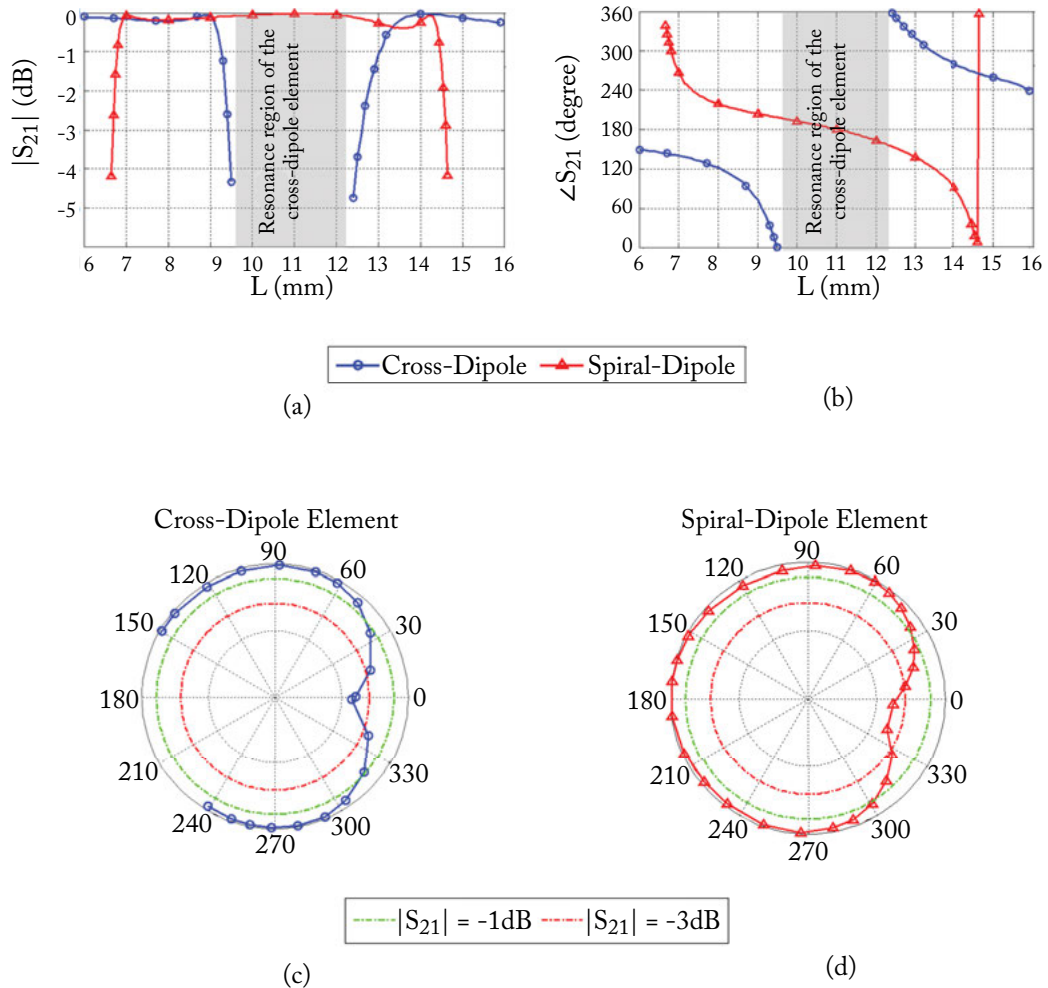 |S21| (dB)
0
-1
-2
-3
-4
-5
Resonance region of the
cross-dipole element
6 7 8 9 10 11 12 13 14 15 16
L (mm)
(a)
∠S21 (degree)
360
300
240
180
120
60
0
Resonance region of the
cross-dipole element
6 7 8 9 10 11 12 13 14 15 16
L (mm)
(b)
Cross-Dipole Spiral-Dipole
Cross-Dipole Element
90
120 60
150 30
180 0
210 330
240 300
270
(c)
Spiral-Dipole Element
90
120 60
150 30
180 0
210 330
240 300
270
(d)
|S21| = -1dB |S21| = -3dB